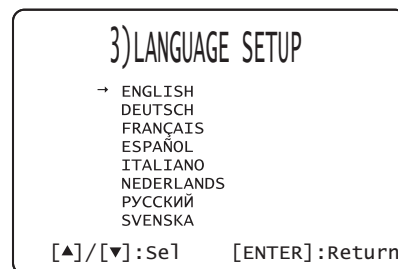 3)LANGUAGE SETUP
→ ENGLISH
DEUTSCH
FRANÇAIS
ESPAÑOL
ITALIANO
NEDERLANDS
РУССКИЙ
SVENSKA
[▲]/[▼]:Sel [ENTER]:Return